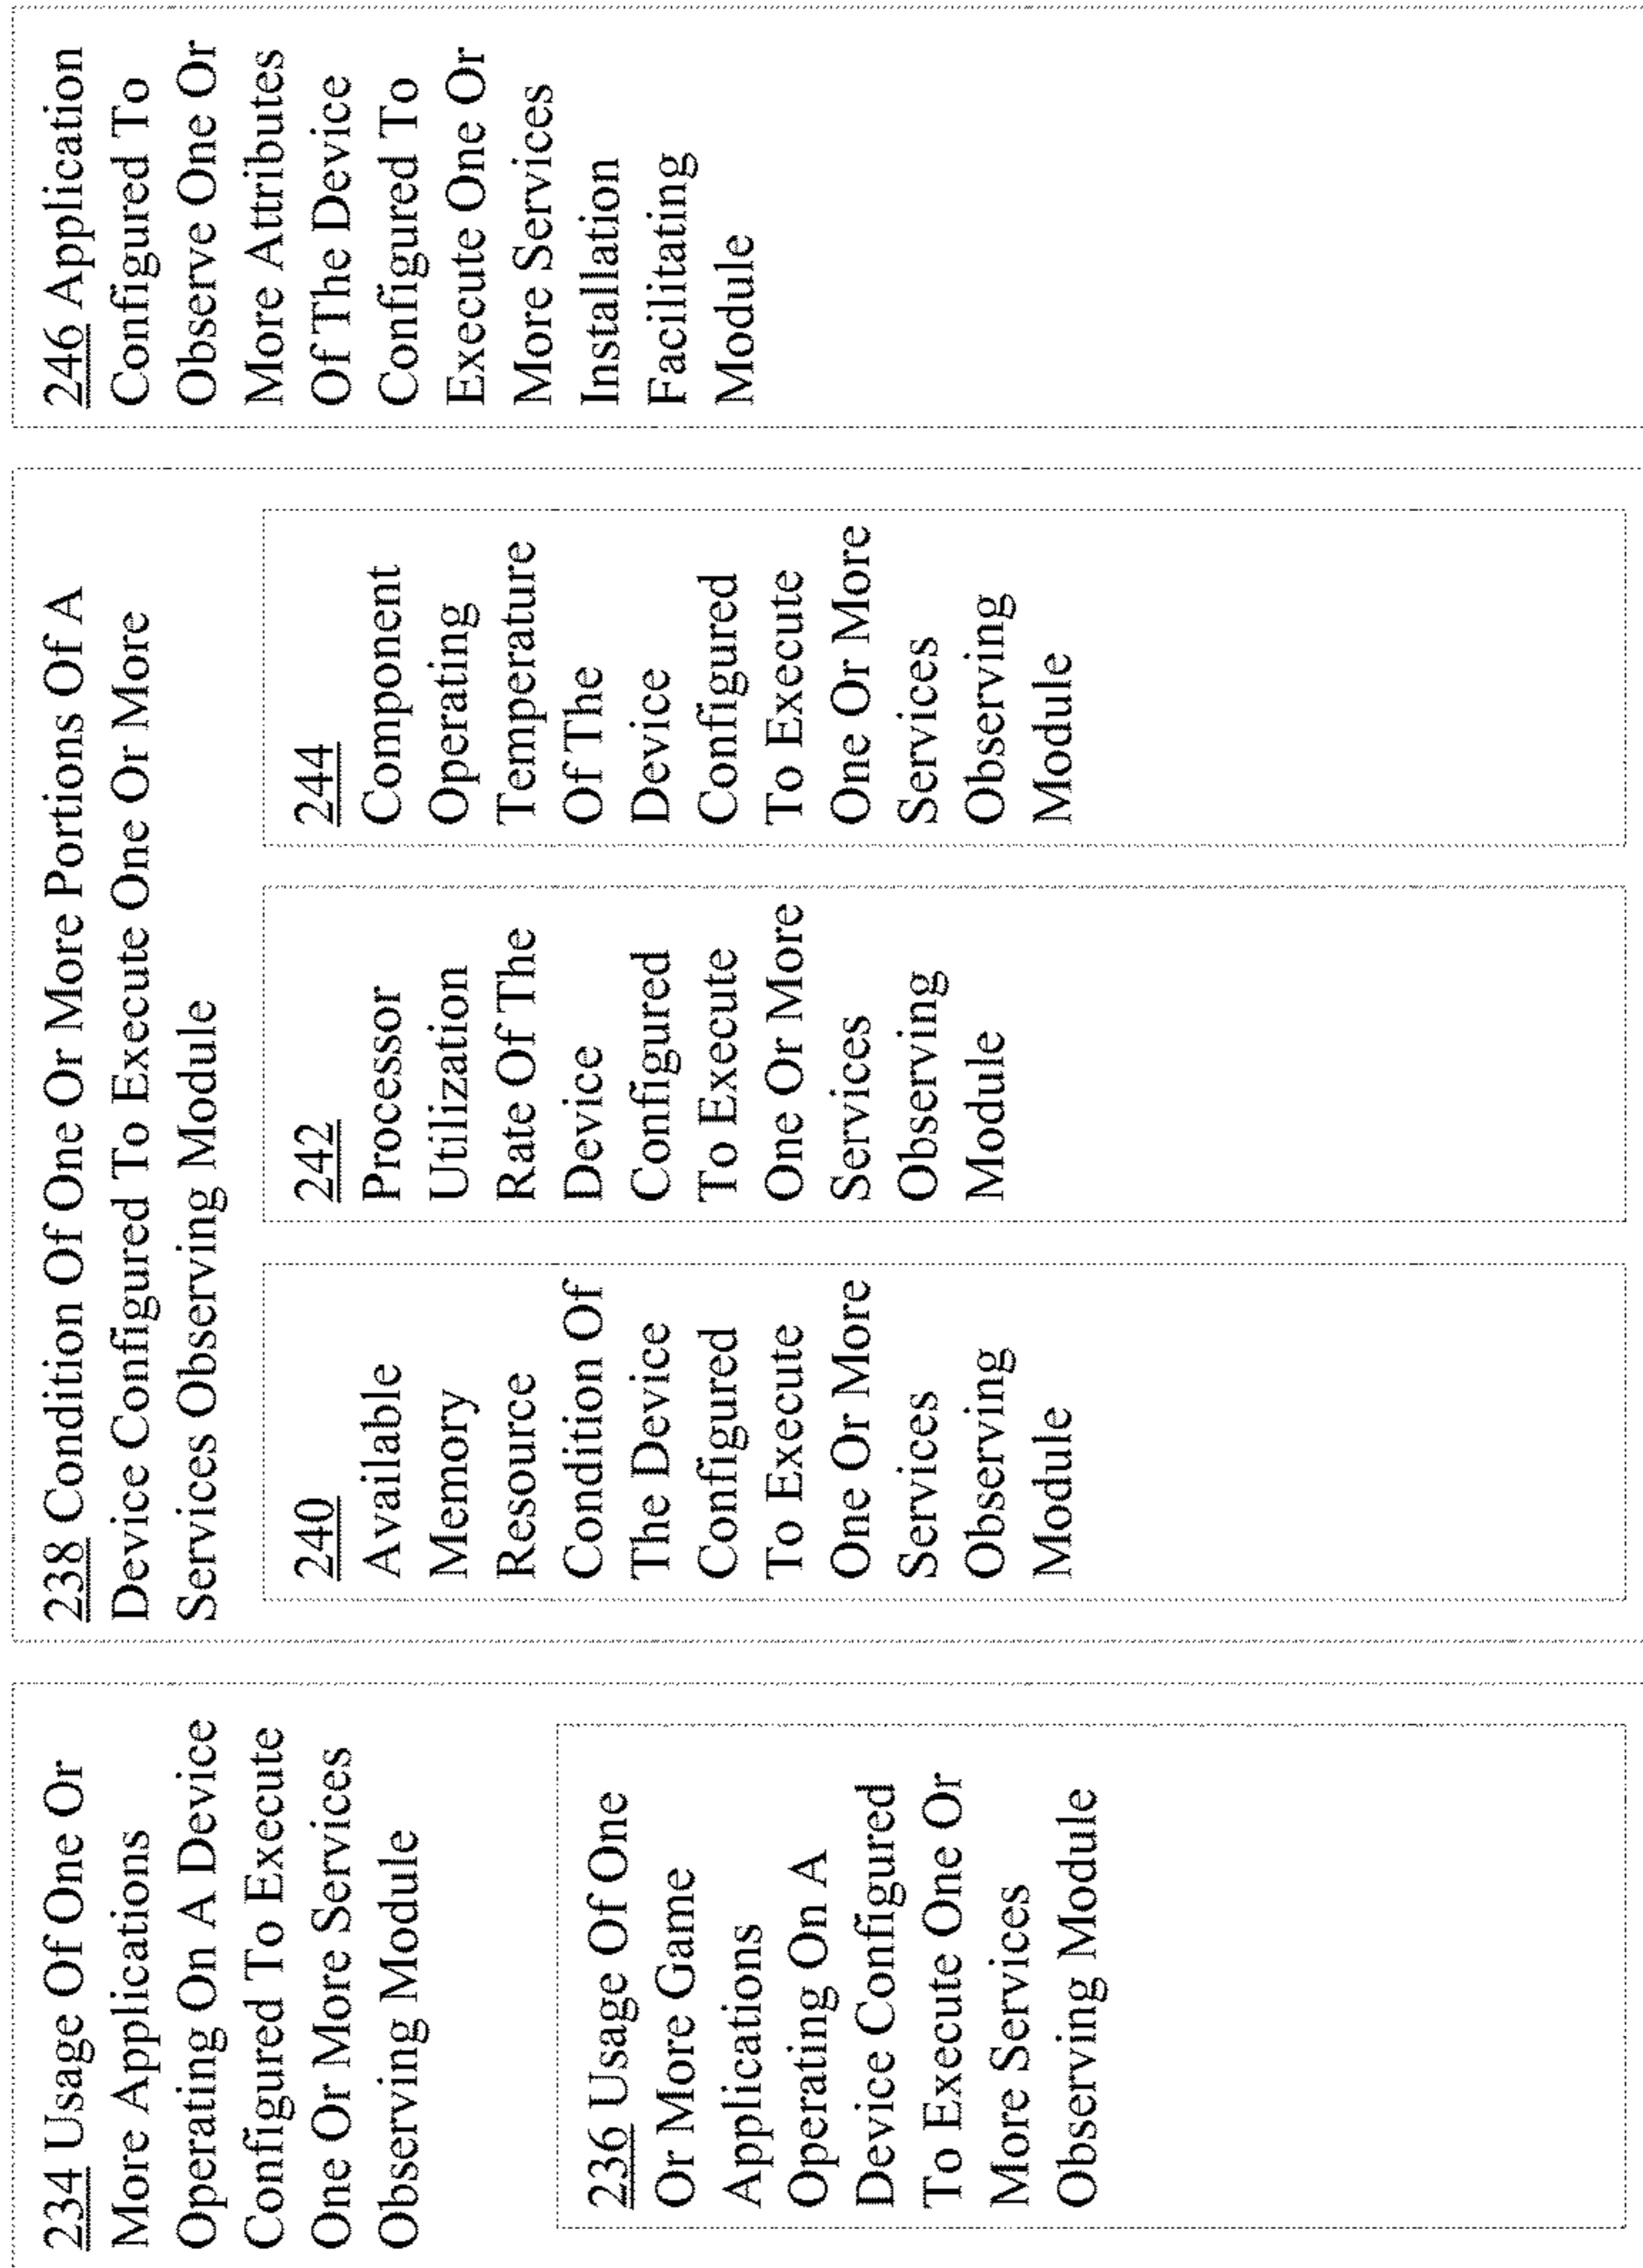 234 Usage Of One Or
More Applications
Operating On A Device
Configured To Execute
One Or More Services
Observing Module
236 Usage Of One
Or More Game
Applications
Operating On A
Device Configured
To Execute One Or
More Services
Observing Module
238 Condition Of One Or More Portions Of A
Device Configured To Execute One Or More
Services Observing Module
240
Available
Memory
Resource
Condition Of
The Device
Configured
To Execute
One Or More
Services
Observing
Module
242
Processor
Utilization
Rate Of The
Device
Configured
To Execute
One Or More
Services
Observing
Module
244
Component
Operating
Temperature
Of The
Device
Configured
To Execute
One Or More
Services
Observing
Module
246 Application
Configured To
Observe One Or
More Attributes
Of The Device
Configured To
Execute One Or
More Services
Installation
Facilitating
Module